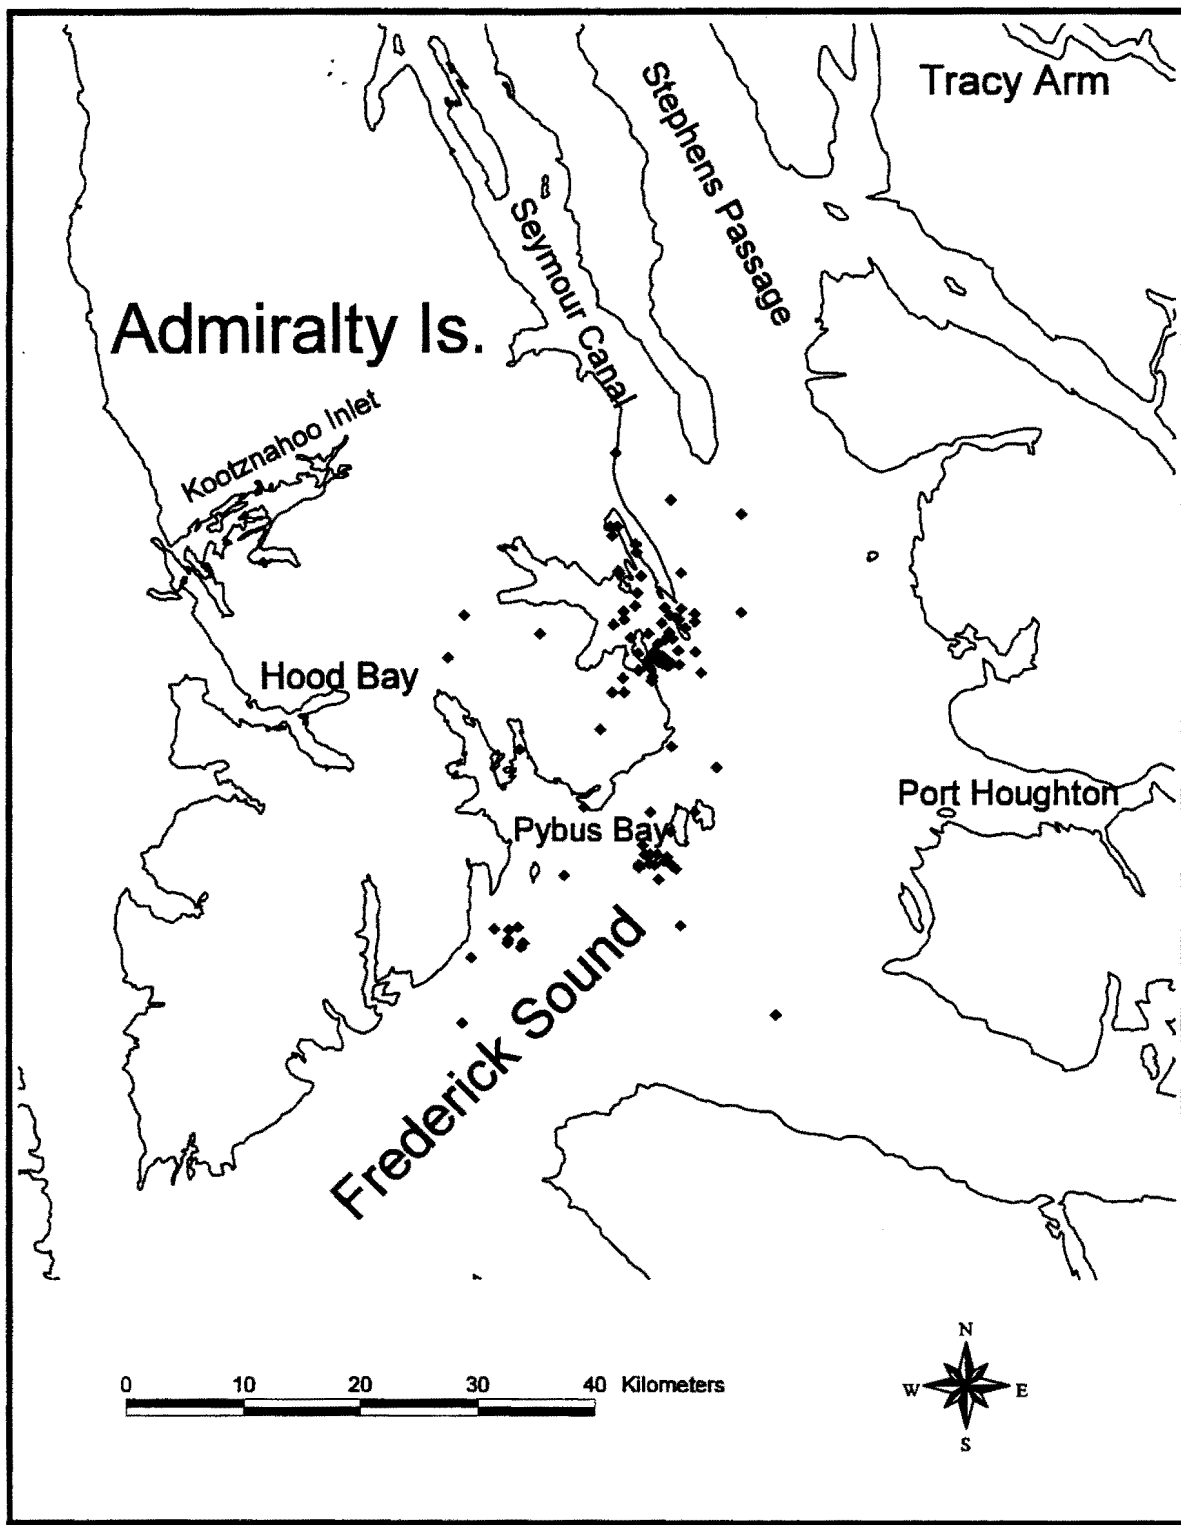 Tracy Arm
Stephens Passage
Seymour Canal
Admiralty Is.
Kootznahoo Inlet
Hood Bay
Port Houghton
Pybus Bay
Frederick Sound
N
W E
S
0 10 20 30 40 Kilometers